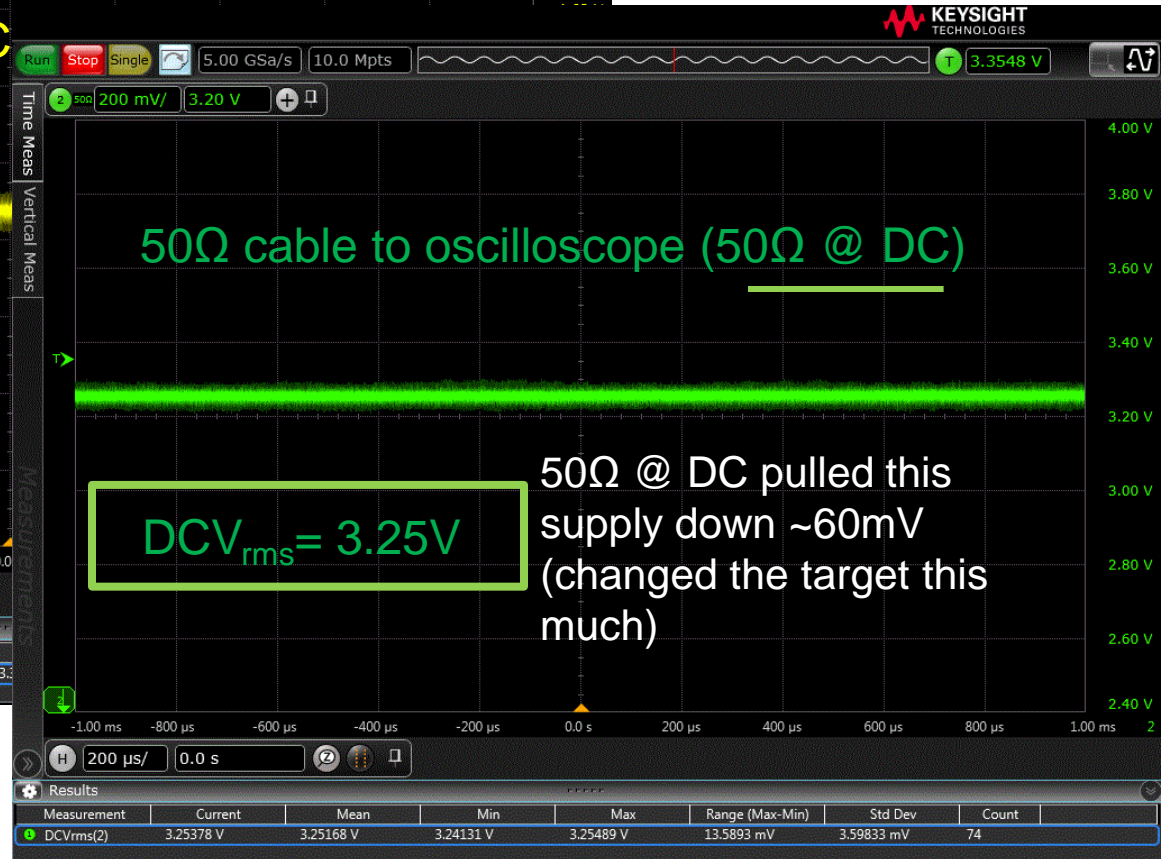 C
KEYSIGHT
TECHNOLOGIES
Run Stop Single 5.00 GSa/s 10.0 Mpts T 3.3548 V
2 50Ω 200 mV/ 3.20 V +
Time Meas
Vertical Meas
Measurements
4.00 V
3.80 V
50Ω cable to oscilloscope (50Ω @ DC)
3.60 V
3.40 V
T
3.20 V
50Ω @ DC pulled this
3.00 V
DCVrms= 3.25V
supply down ~60mV
(changed the target this
2.80 V
much)
2.60 V
2.40 V
2
-1.00 ms -800 µs -600 µs -400 µs -200 µs 0.0 s 200 µs 400 µs 600 µs 800 µs 1.00 ms 2
H 200 µs/ 0.0 s Z
Results
Measurement Current Mean Min Max Range (Max-Min) Std Dev Count
1 DCVrms(2) 3.25378 V 3.25168 V 3.24131 V 3.25489 V 13.5893 mV 3.59833 mV 74